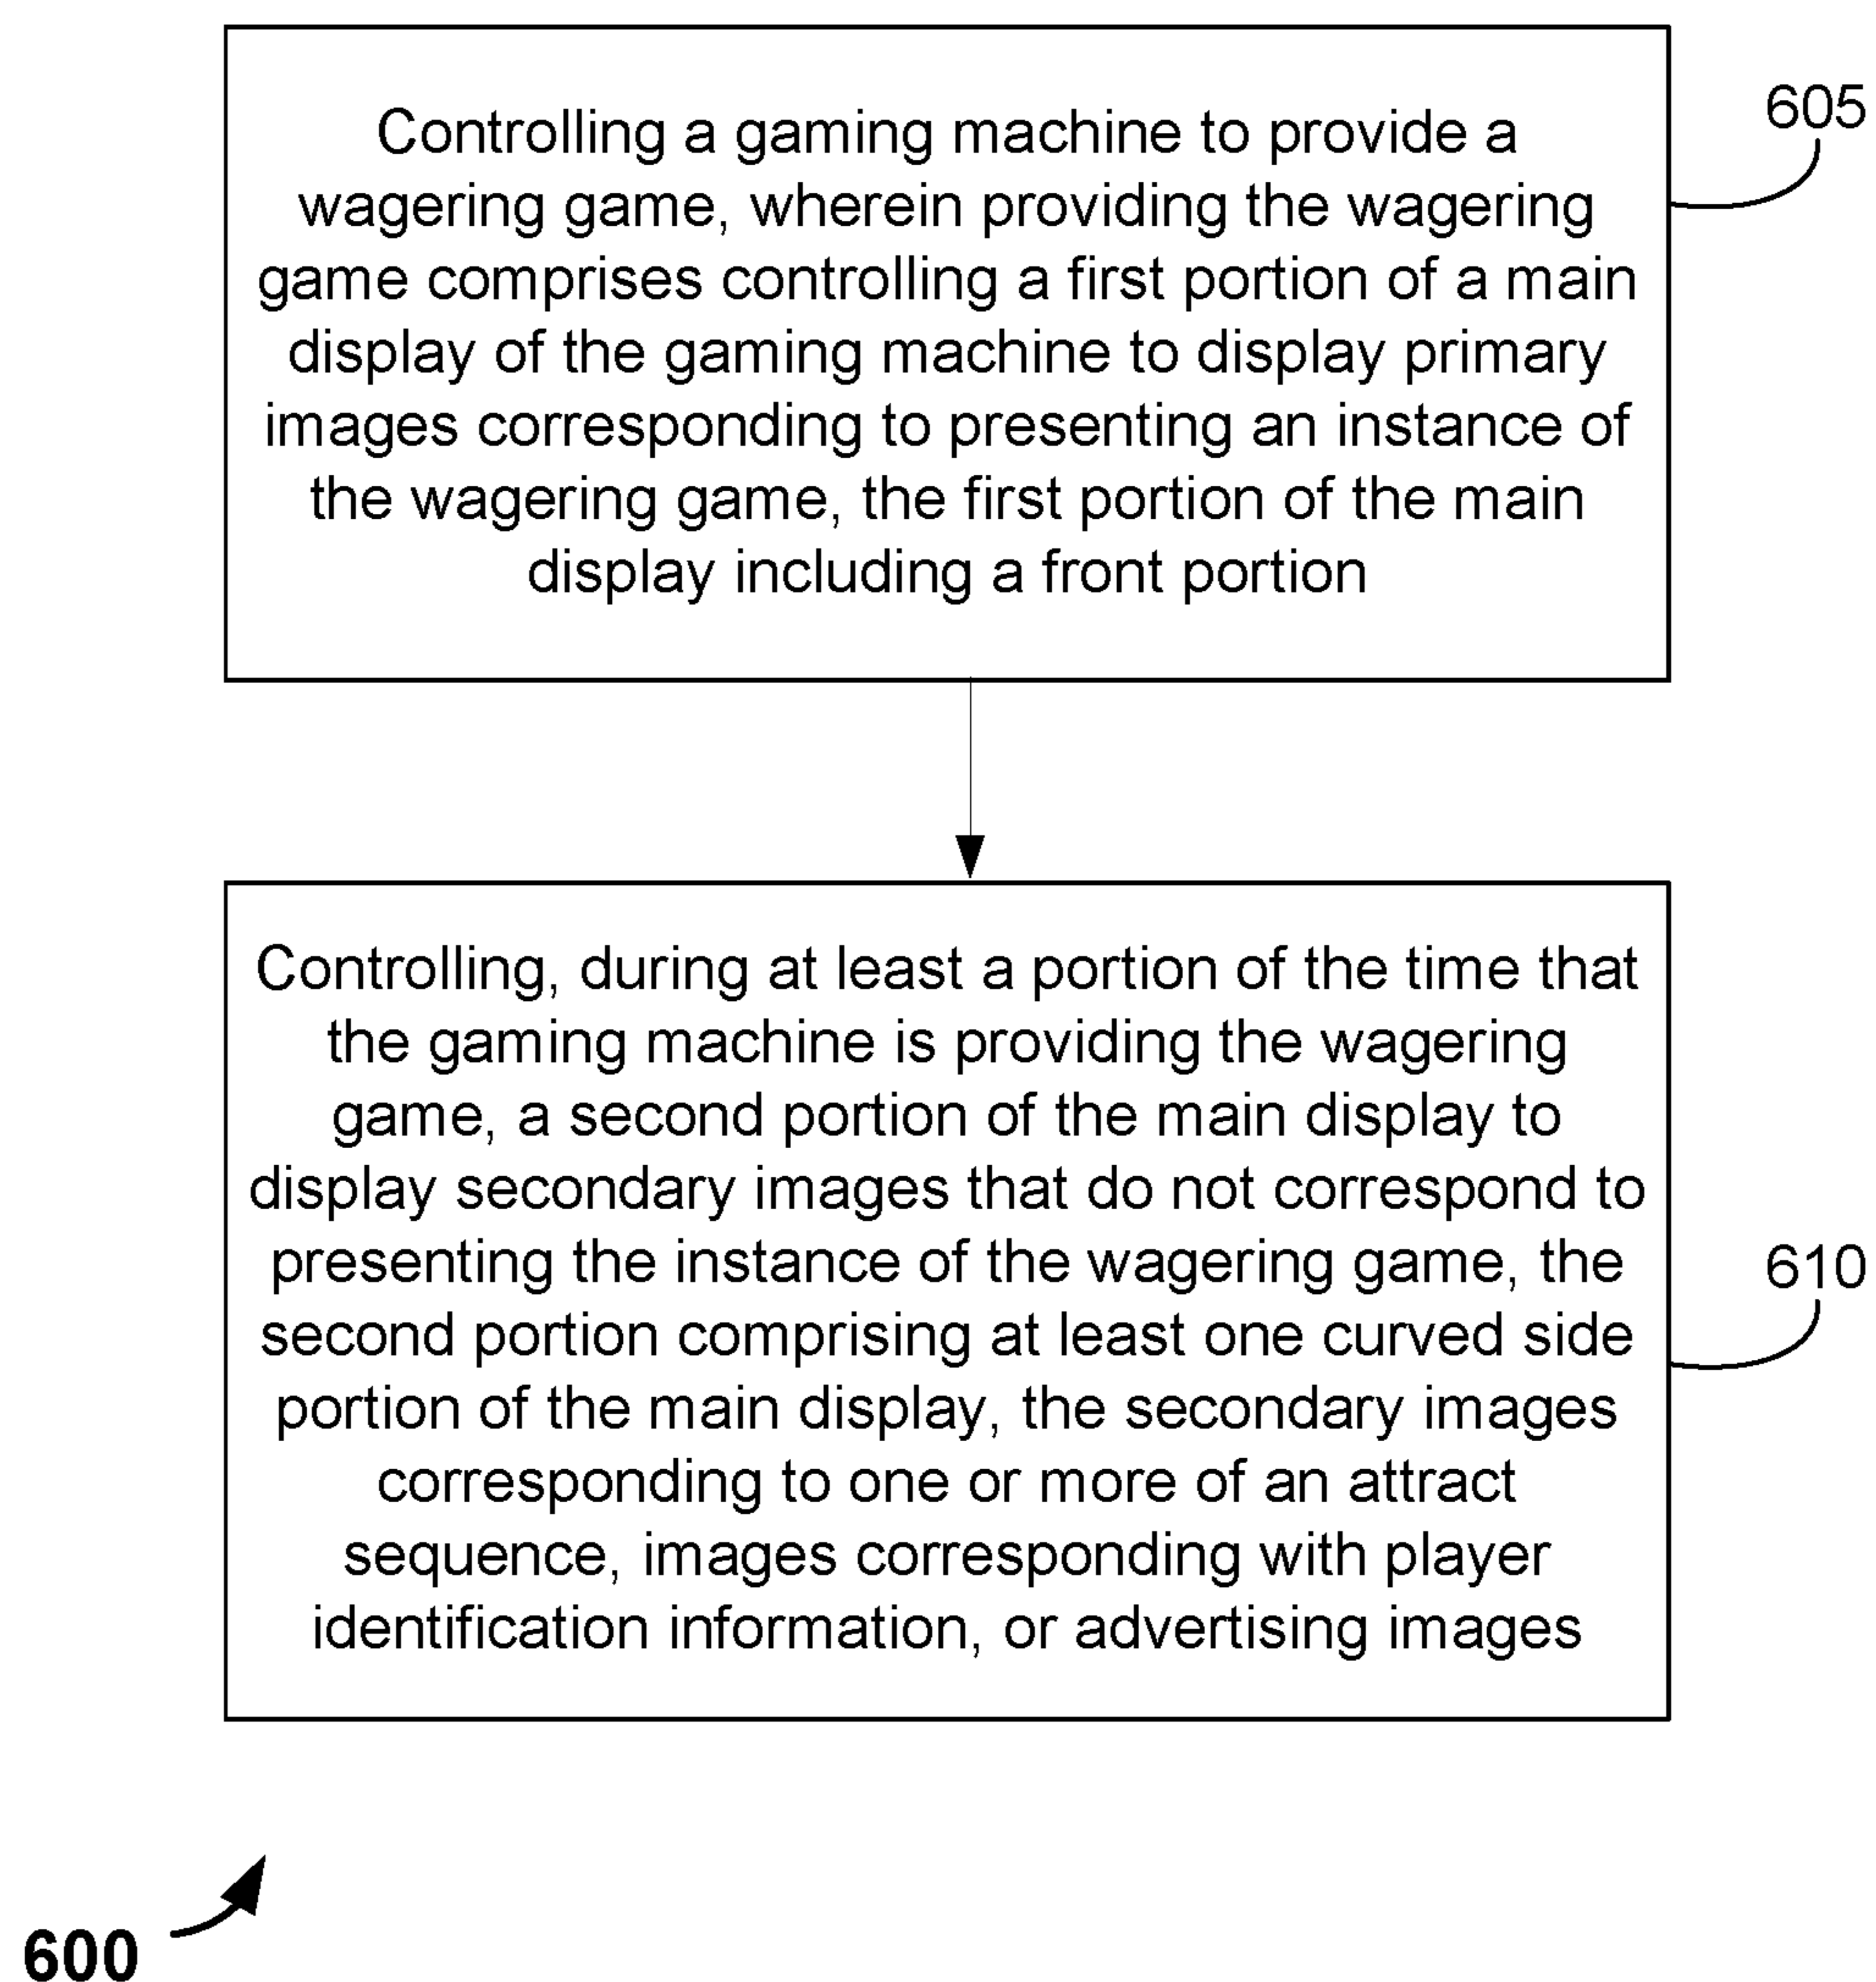 Controlling a gaming machine to provide a
wagering game, wherein providing the wagering
game comprises controlling a first portion of a main
display of the gaming machine to display primary
images corresponding to presenting an instance of
the wagering game, the first portion of the main
display including a front portion
605
Controlling, during at least a portion of the time that
the gaming machine is providing the wagering
game, a second portion of the main display to
display secondary images that do not correspond to
presenting the instance of the wagering game, the
second portion comprising at least one curved side
portion of the main display, the secondary images
corresponding to one or more of an attract
sequence, images corresponding with player
identification information, or advertising images
610
600